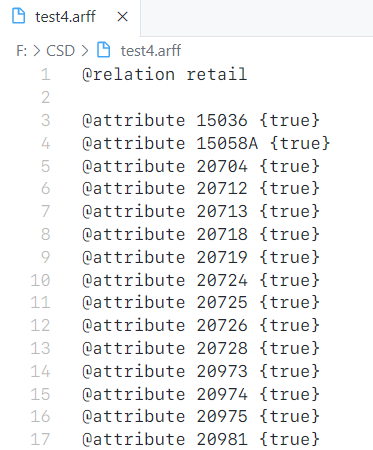 test4.arff ×
F: > CSD > test4.arff
1 @relation retail
2
3 @attribute 15036 {true}
4 @attribute 15058A {true}
5 @attribute 20704 {true}
6 @attribute 20712 {true}
7 @attribute 20713 {true}
8 @attribute 20718 {true}
9 @attribute 20719 {true}
10 @attribute 20724 {true}
11 @attribute 20725 {true}
12 @attribute 20726 {true}
13 @attribute 20728 {true}
14 @attribute 20973 {true}
15 @attribute 20974 {true}
16 @attribute 20975 {true}
17 @attribute 20981 {true}